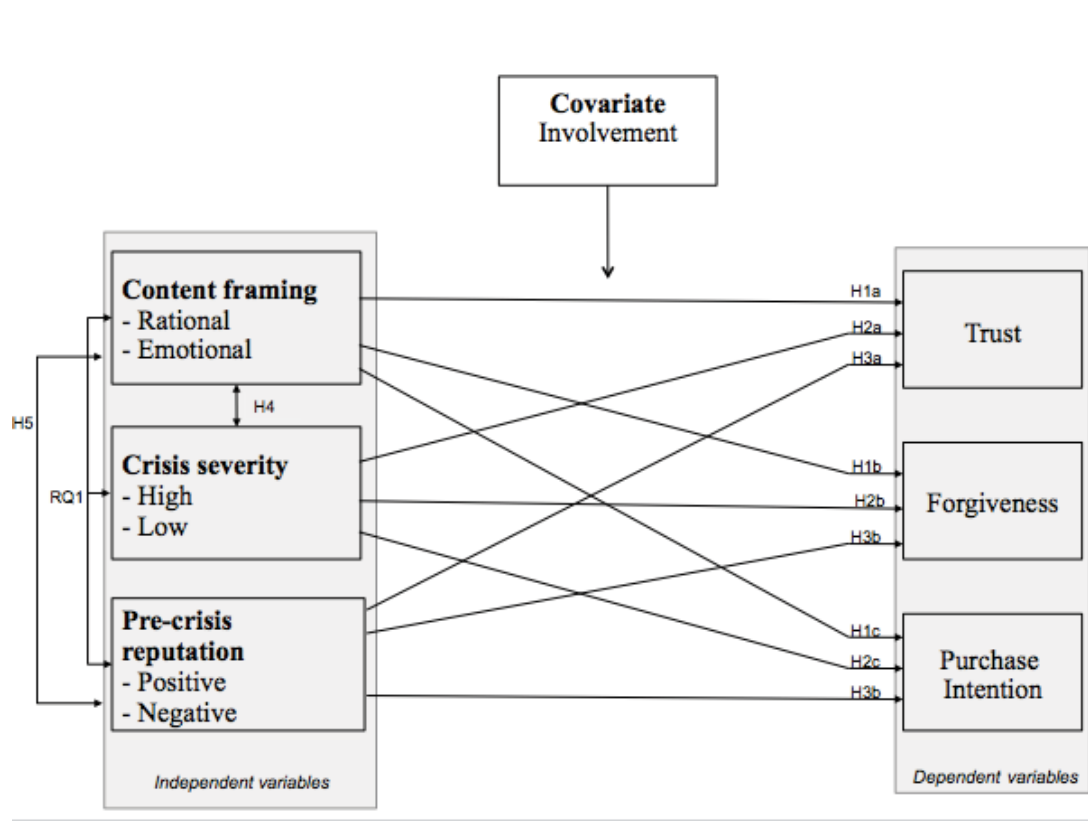 Covariate
Involvement
Content framing
- Rational
- Emotional
H1a
H2a
H3a
Trust
H4
H5
Crisis severity
- High
- Low
RQ1
H1b
H2b
H3b
Forgiveness
Pre-crisis
reputation
- Positive
- Negative
H1c
H2c
H3b
Purchase
Intention
Independent variables
Dependent variables